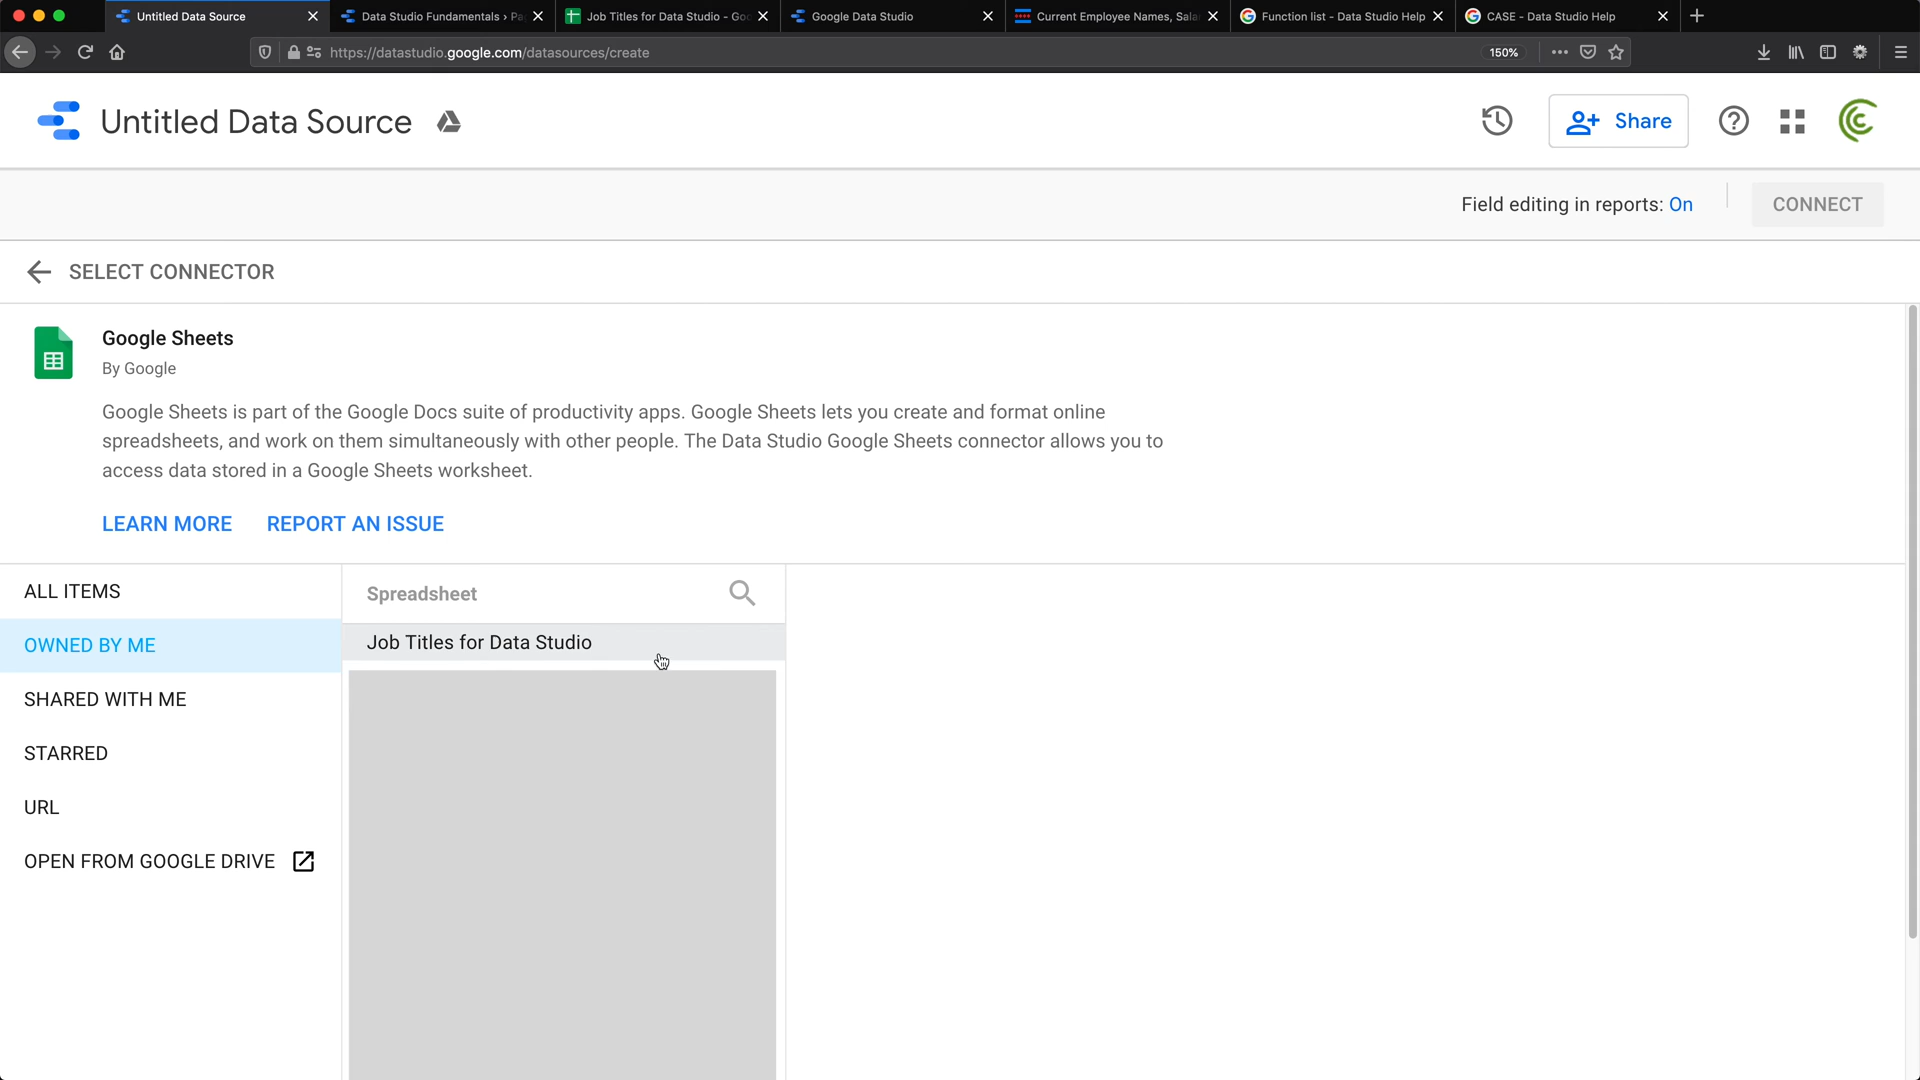 Untitled Data Source
Data Studio Fundamentals › Pa
Job Titles for Data Studio - Goo
Google Data Studio
Current Employee Names, Sala
Function list - Data Studio Help
CASE - Data Studio Help
https://datastudio.google.com/datasources/create
150%
Untitled Data Source
Share
Field editing in reports: On
CONNECT
SELECT CONNECTOR
Google Sheets
By Google
Google Sheets is part of the Google Docs suite of productivity apps. Google Sheets lets you create and format online
spreadsheets, and work on them simultaneously with other people. The Data Studio Google Sheets connector allows you to
access data stored in a Google Sheets worksheet.
LEARN MORE REPORT AN ISSUE
ALL ITEMS
OWNED BY ME
SHARED WITH ME
STARRED
URL
OPEN FROM GOOGLE DRIVE
Spreadsheet
Job Titles for Data Studio